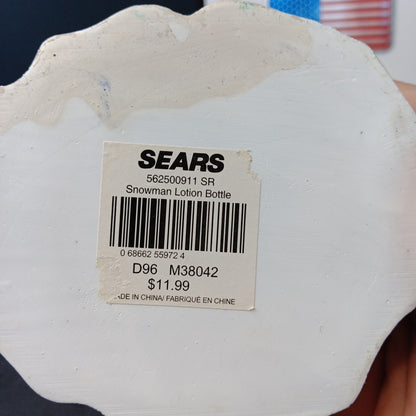 SEARS
562500911 SR
Snowman Lotion Bottle
0 68662 55972 4
D96 M38042
$11.99
ADE IN CHINA/ FABRIQUÉ EN CHINE